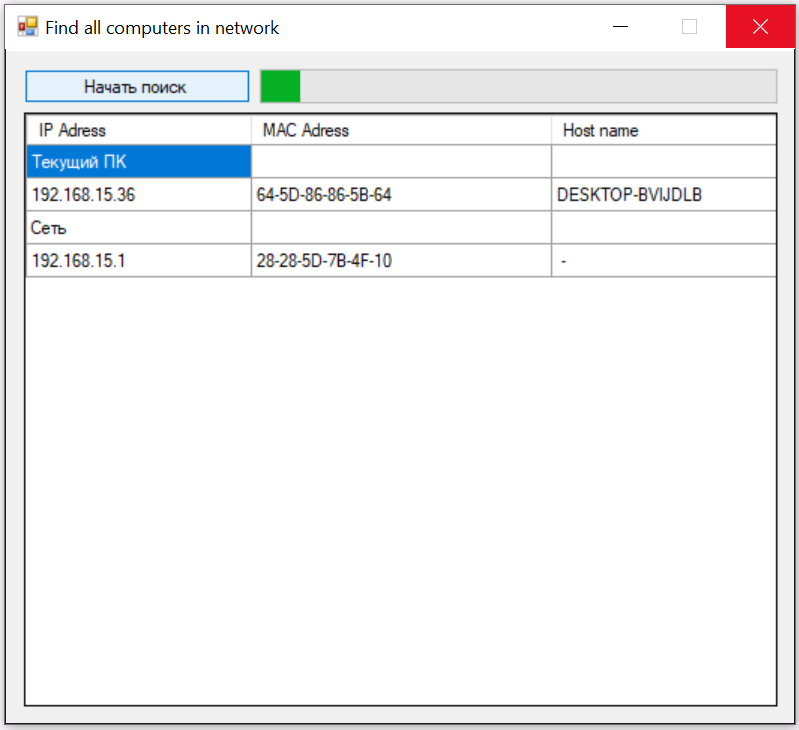 Find all computers in network
Начать поиск
IP Adress MAC Adress Host name
Текущий ПК
192.168.15.36 64-5D-86-86-5B-64 DESKTOP-BVIJDLB
Сеть
192.168.15.1 28-28-5D-7B-4F-10 -